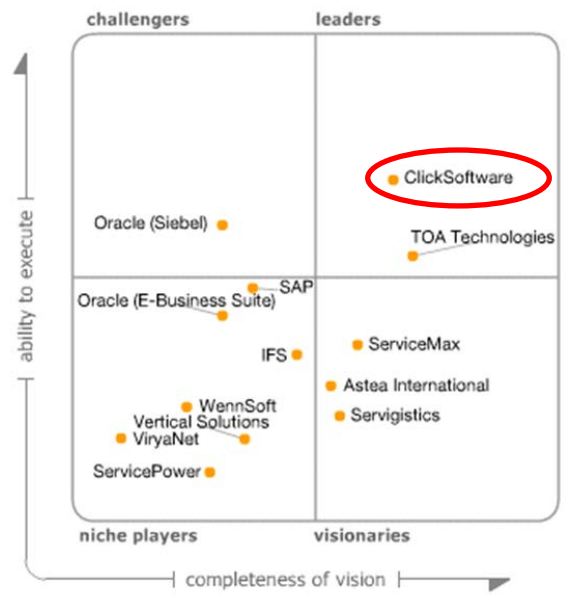 challengers
leaders
ClickSoftware
Oracle (Siebel)
TOA Technologies
ability to execute
SAP
Oracle (E-Business Suite)
ServiceMax
IFS
Astea International
WennSoft
Servigistics
Vertical Solutions
ViryaNet
ServicePower
niche players
visionaries
completeness of vision